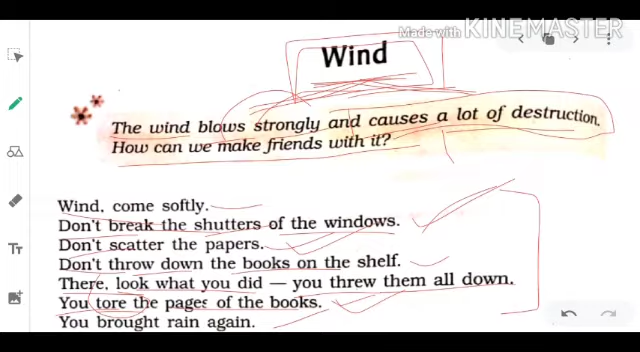 Made with KINEMASTER
Wind
The wind blows strongly and causes a lot of destruction.
How can we make friends with it?
Wind, come softly.
Don't break the shutters of the windows.
Don't scatter the papers.
Don't throw down the books on the shelf.
There, look what you did — you threw them all down.
You tore the pages of the books.
You brought rain again.
Tт